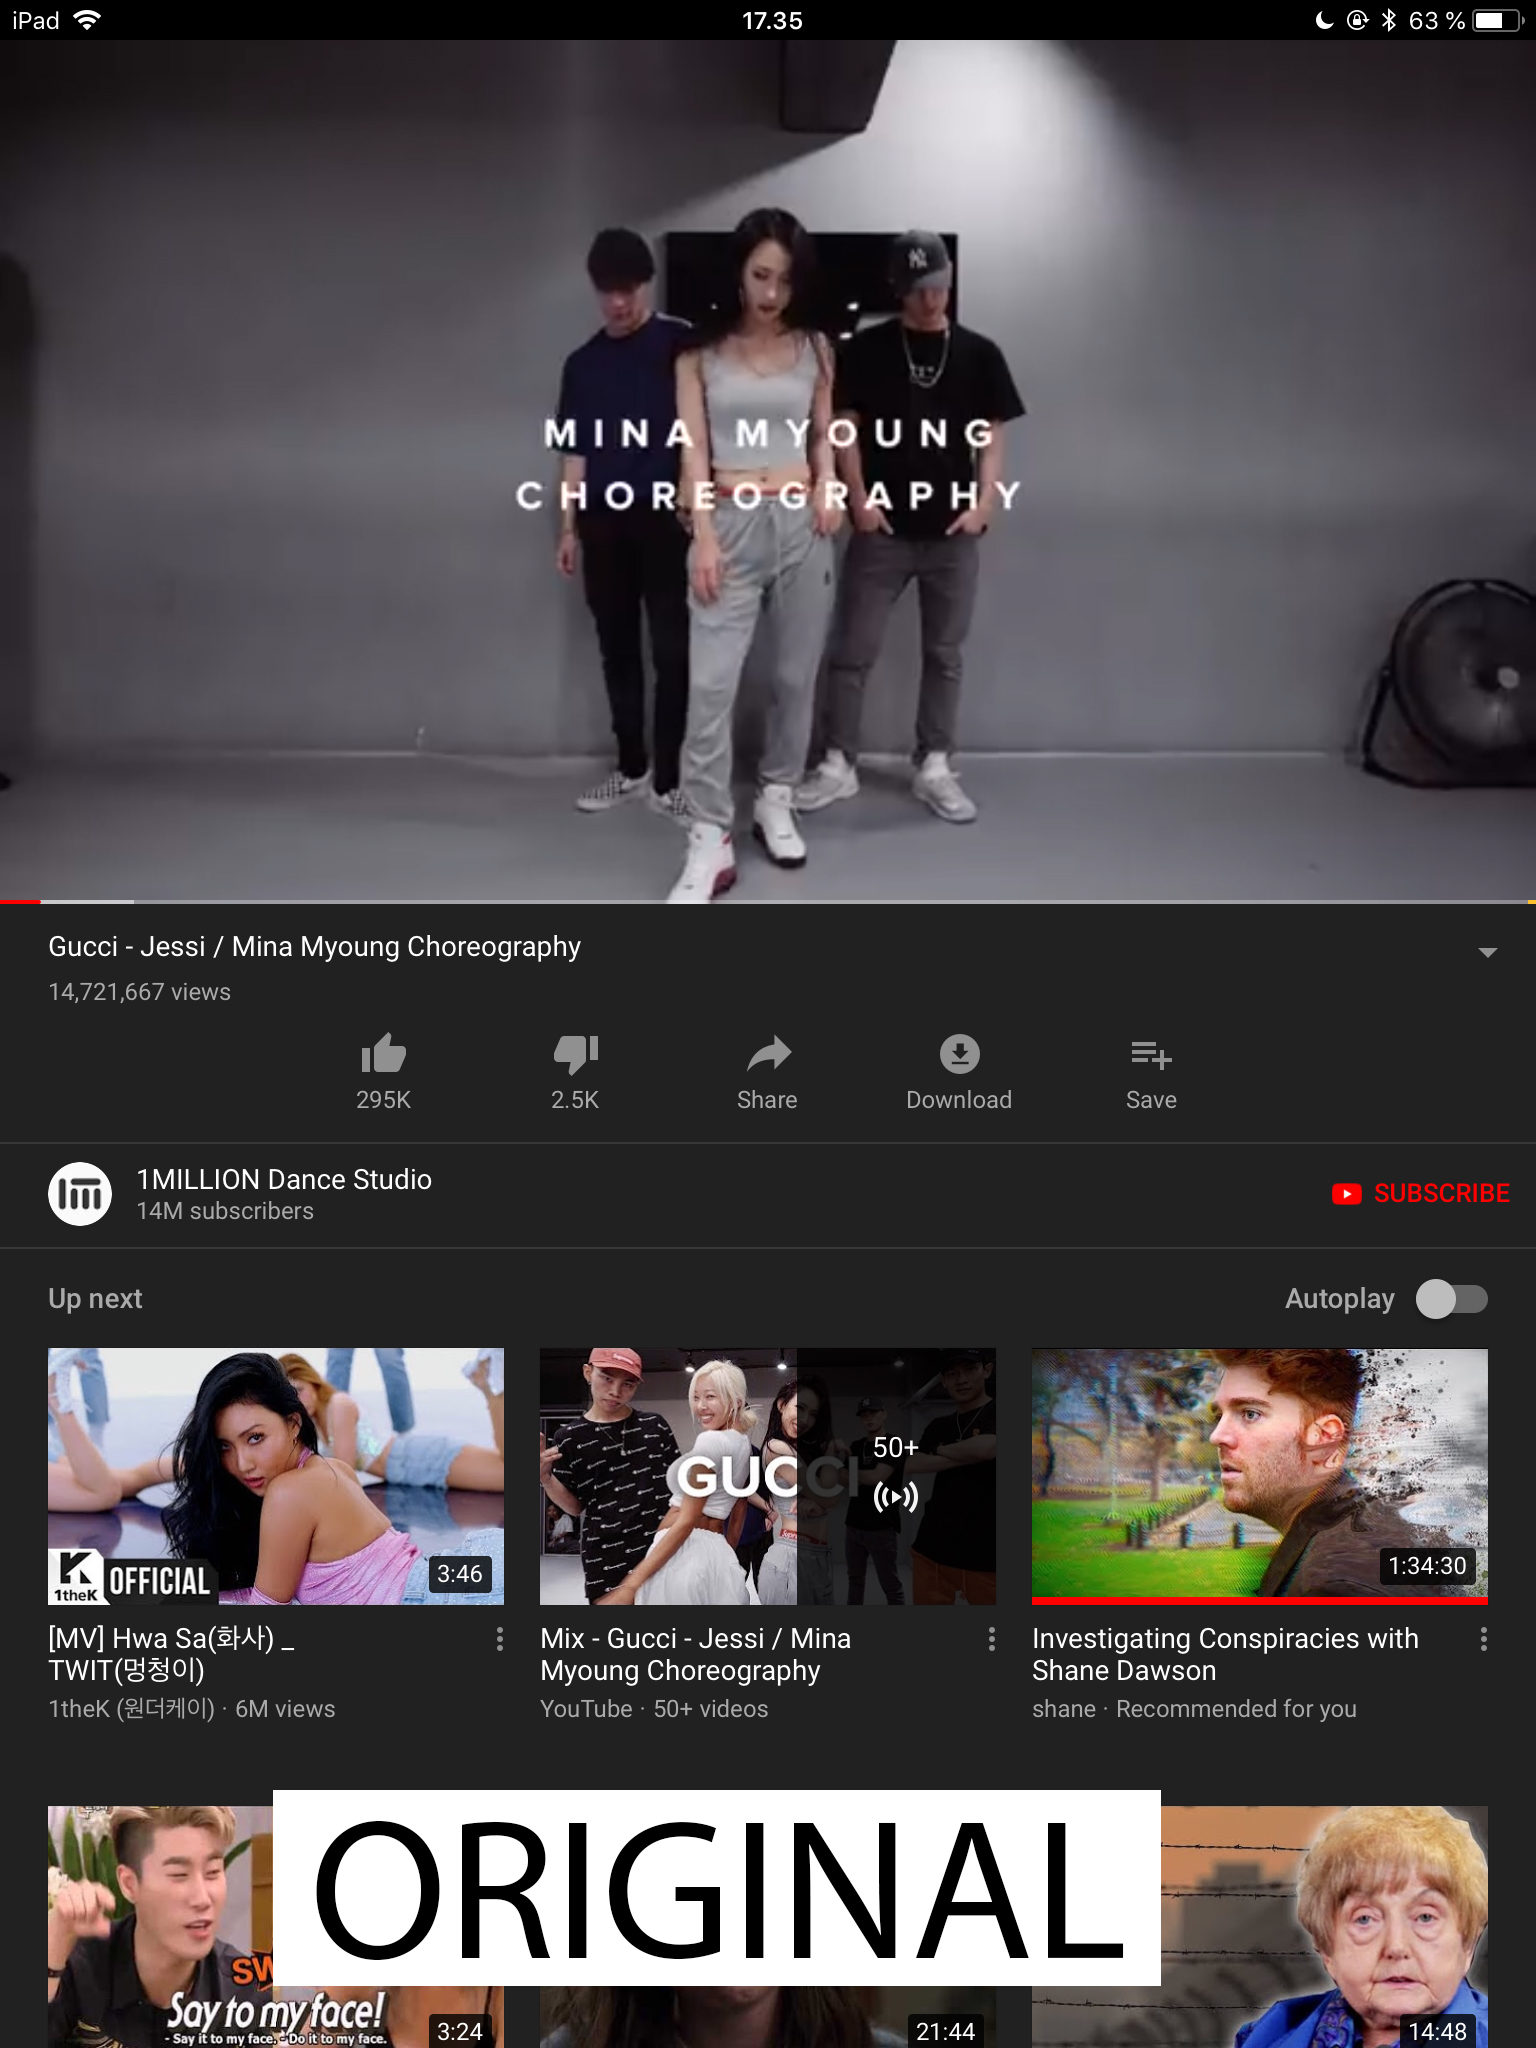 iPad
17.35
63 %
MINA MYOUNG
CHOREOGRAPHY
Gucci - Jessi / Mina Myoung Choreography
14,721,667 views
295K
2.5K
Share
Download
Save
1MILLION Dance Studio
14M subscribers
SUBSCRIBE
Up next
Autoplay
K
1theK
OFFICIAL
3:46
GUCCI
50+
1:34:30
[MV] Hwa Sa(화사) _
TWIT(멍청이)
1theK (원더케이) · 6M views
Mix - Gucci - Jessi / Mina
Myoung Choreography
YouTube · 50+ videos
Investigating Conspiracies with
Shane Dawson
shane · Recommended for you
ORIGINAL
SW
Say to my face!
- Say it to my face. - Do it to my face.
3:24
21:44
14:48